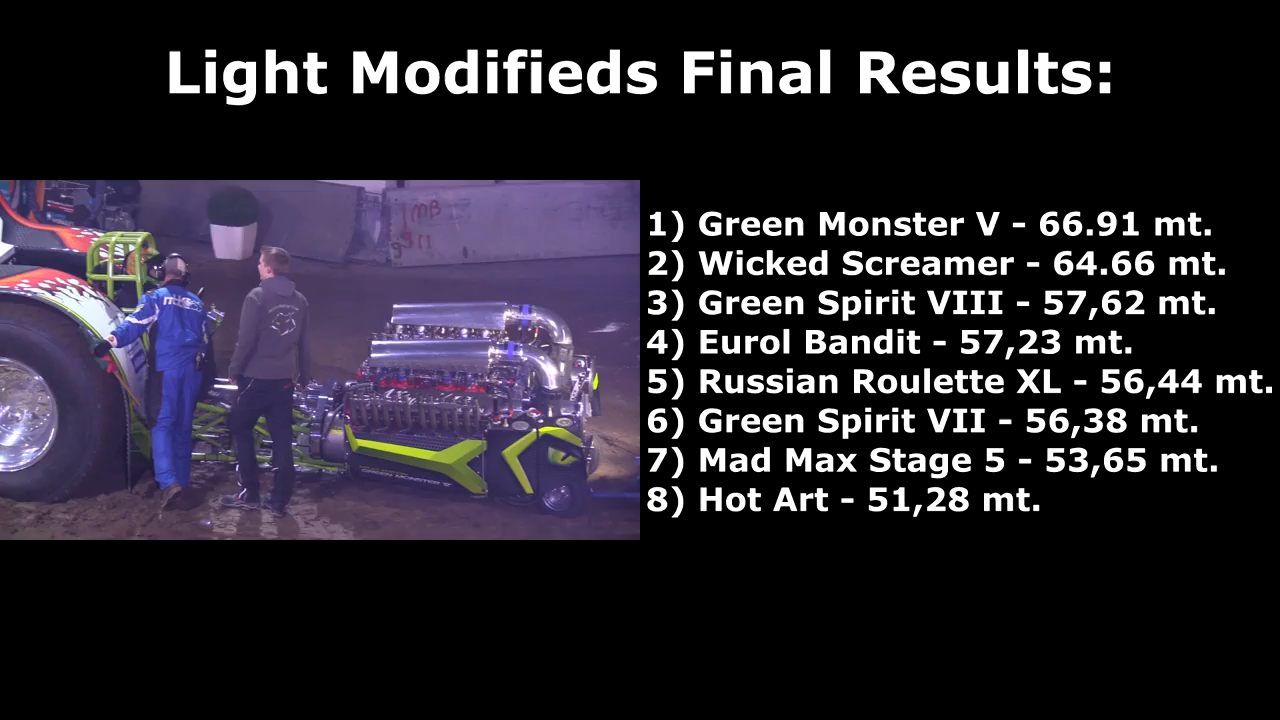 Light Modifieds Final Results:
1) Green Monster V - 66.91 mt.
2) Wicked Screamer - 64.66 mt.
3) Green Spirit VIII - 57,62 mt.
4) Eurol Bandit - 57,23 mt.
5) Russian Roulette XL - 56,44 mt.
6) Green Spirit VII - 56,38 mt.
7) Mad Max Stage 5 - 53,65 mt.
8) Hot Art - 51,28 mt.
GREEN MONSTER V